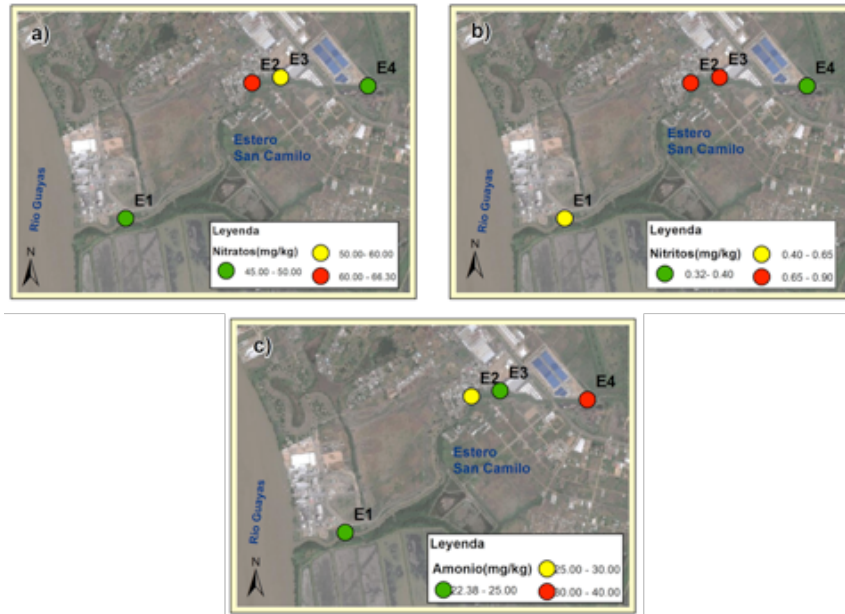 a)
E2
E3
E4
Estero
San Camilo
Río Guayas
E1
N
Leyenda
Nitratos(mg/kg)
50.00- 60.00
45.00 - 50.00
60.00 - 66.30
b)
E2
E3
E4
Estero
San Camilo
Río Guayas
E1
N
Leyenda
Nitritos(mg/kg)
0.40 - 0.65
0.32- 0.40
0.65 - 0.90
c)
E2
E3
E4
Estero
San Camilo
Río Guayas
E1
N
Leyenda
Amonio(mg/kg)
25.00 - 30.00
22.38 - 25.00
30.00 - 40.00